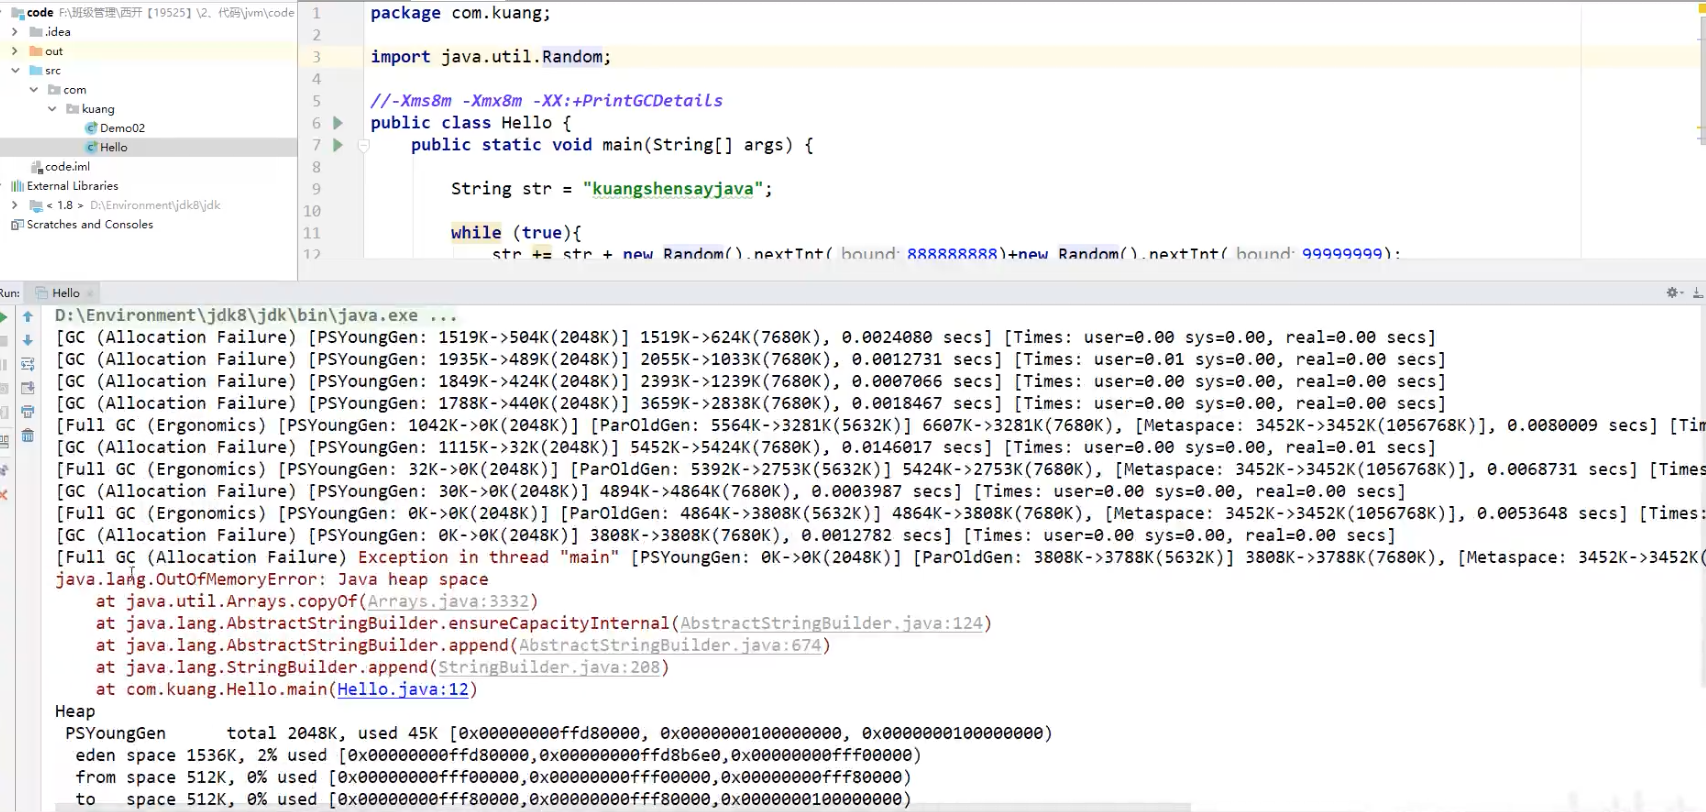 code F:\班级管理\西开【19525】\2、代码\jvm\code
.idea
out
src
com
kuang
Demo02
Hello
code.iml
External Libraries
< 1.8 > D:\Environment\jdk8\jdk
Scratches and Consoles
1 package com.kuang;
2
3 import java.util.Random;
4
5 //-Xms8m -Xmx8m -XX:+PrintGCDetails
6 public class Hello {
7 public static void main(String[] args) {
8
9 String str = "kuangshensayjava";
10
11 while (true){
12 str += str + new Random().nextInt( bound: 888888888)+new Random().nextInt( bound: 99999999);
Run: Hello
D:\Environment\jdk8\jdk\bin\java.exe ...
[GC (Allocation Failure) [PSYoungGen: 1519K->504K(2048K)] 1519K->624K(7680K), 0.0024080 secs] [Times: user=0.00 sys=0.00, real=0.00 secs]
[GC (Allocation Failure) [PSYoungGen: 1935K->489K(2048K)] 2055K->1033K(7680K), 0.0012731 secs] [Times: user=0.01 sys=0.00, real=0.00 secs]
[GC (Allocation Failure) [PSYoungGen: 1849K->424K(2048K)] 2393K->1239K(7680K), 0.0007066 secs] [Times: user=0.00 sys=0.00, real=0.00 secs]
[GC (Allocation Failure) [PSYoungGen: 1788K->440K(2048K)] 3659K->2838K(7680K), 0.0018467 secs] [Times: user=0.00 sys=0.00, real=0.00 secs]
[Full GC (Ergonomics) [PSYoungGen: 1042K->0K(2048K)] [ParOldGen: 5564K->3281K(5632K)] 6607K->3281K(7680K), [Metaspace: 3452K->3452K(1056768K)], 0.0080009 secs] [Tim
[GC (Allocation Failure) [PSYoungGen: 1115K->32K(2048K)] 5452K->5424K(7680K), 0.0146017 secs] [Times: user=0.00 sys=0.00, real=0.01 secs]
[Full GC (Ergonomics) [PSYoungGen: 32K->0K(2048K)] [ParOldGen: 5392K->2753K(5632K)] 5424K->2753K(7680K), [Metaspace: 3452K->3452K(1056768K)], 0.0068731 secs] [Times
[GC (Allocation Failure) [PSYoungGen: 30K->0K(2048K)] 4894K->4864K(7680K), 0.0003987 secs] [Times: user=0.00 sys=0.00, real=0.00 secs]
[Full GC (Ergonomics) [PSYoungGen: 0K->0K(2048K)] [ParOldGen: 4864K->3808K(5632K)] 4864K->3808K(7680K), [Metaspace: 3452K->3452K(1056768K)], 0.0053648 secs] [Times:
[GC (Allocation Failure) [PSYoungGen: 0K->0K(2048K)] 3808K->3808K(7680K), 0.0012782 secs] [Times: user=0.00 sys=0.00, real=0.00 secs]
[Full GC (Allocation Failure) Exception in thread "main" [PSYoungGen: 0K->0K(2048K)] [ParOldGen: 3808K->3788K(5632K)] 3808K->3788K(7680K), [Metaspace: 3452K->3452K(
java.lang.OutOfMemoryError: Java heap space
at java.util.Arrays.copyOf(Arrays.java:3332)
at java.lang.AbstractStringBuilder.ensureCapacityInternal(AbstractStringBuilder.java:124)
at java.lang.AbstractStringBuilder.append(AbstractStringBuilder.java:674)
at java.lang.StringBuilder.append(StringBuilder.java:208)
at com.kuang.Hello.main(Hello.java:12)
Heap
PSYoungGen total 2048K, used 45K [0x00000000ffd80000, 0x0000000100000000, 0x0000000100000000)
eden space 1536K, 2% used [0x00000000ffd80000,0x00000000ffd8b6e0,0x00000000fff00000)
from space 512K, 0% used [0x00000000fff00000,0x00000000fff00000,0x00000000fff80000)
to space 512K, 0% used [0x00000000fff80000,0x00000000fff80000,0x0000000100000000)